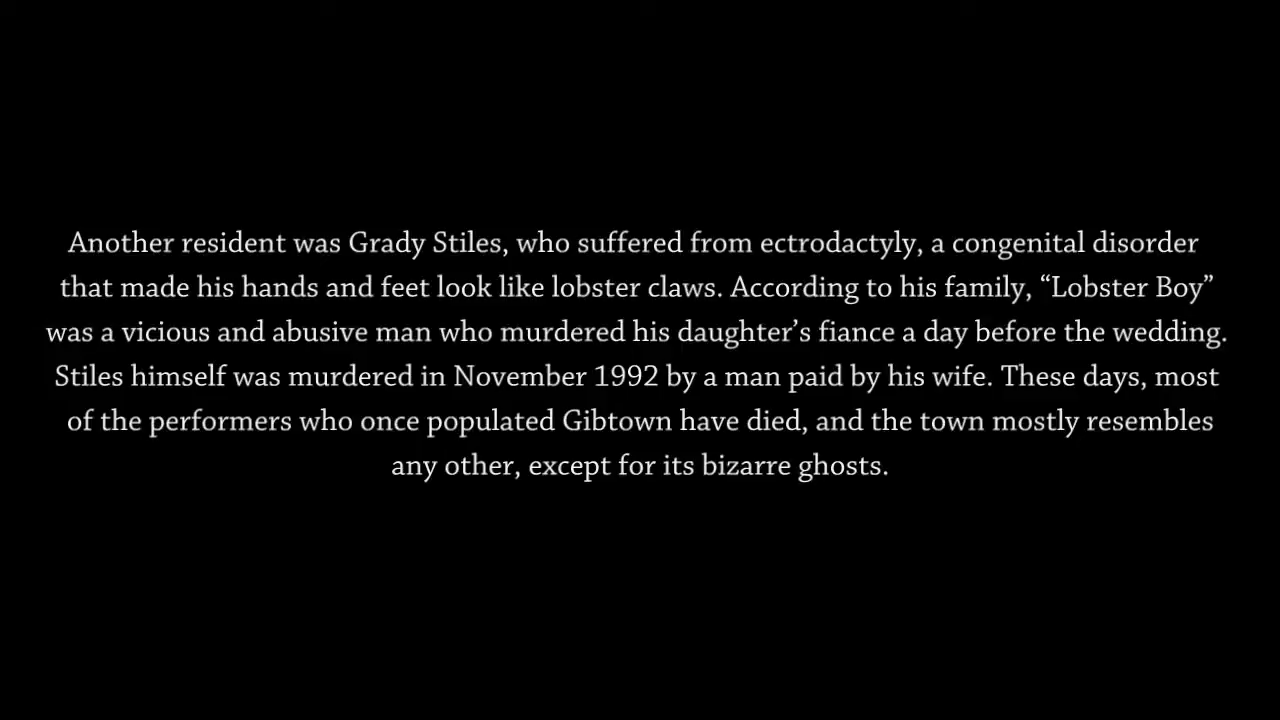 Another resident was Grady Stiles, who suffered from ectrodactyly, a congenital disorder
that made his hands and feet look like lobster claws. According to his family, “Lobster Boy”
was a vicious and abusive man who murdered his daughter’s fiance a day before the wedding.
Stiles himself was murdered in November 1992 by a man paid by his wife. These days, most
of the performers who once populated Gibtown have died, and the town mostly resembles
any other, except for its bizarre ghosts.